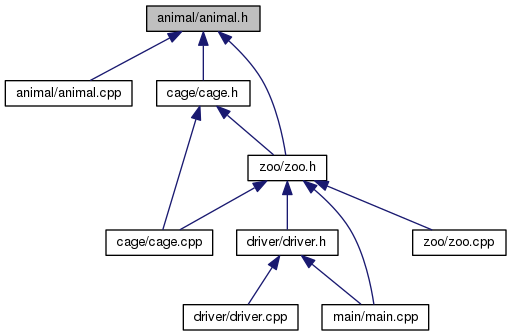 animal/animal.h
animal/animal.cpp
cage/cage.h
zoo/zoo.h
cage/cage.cpp
driver/driver.h
zoo/zoo.cpp
driver/driver.cpp
main/main.cpp